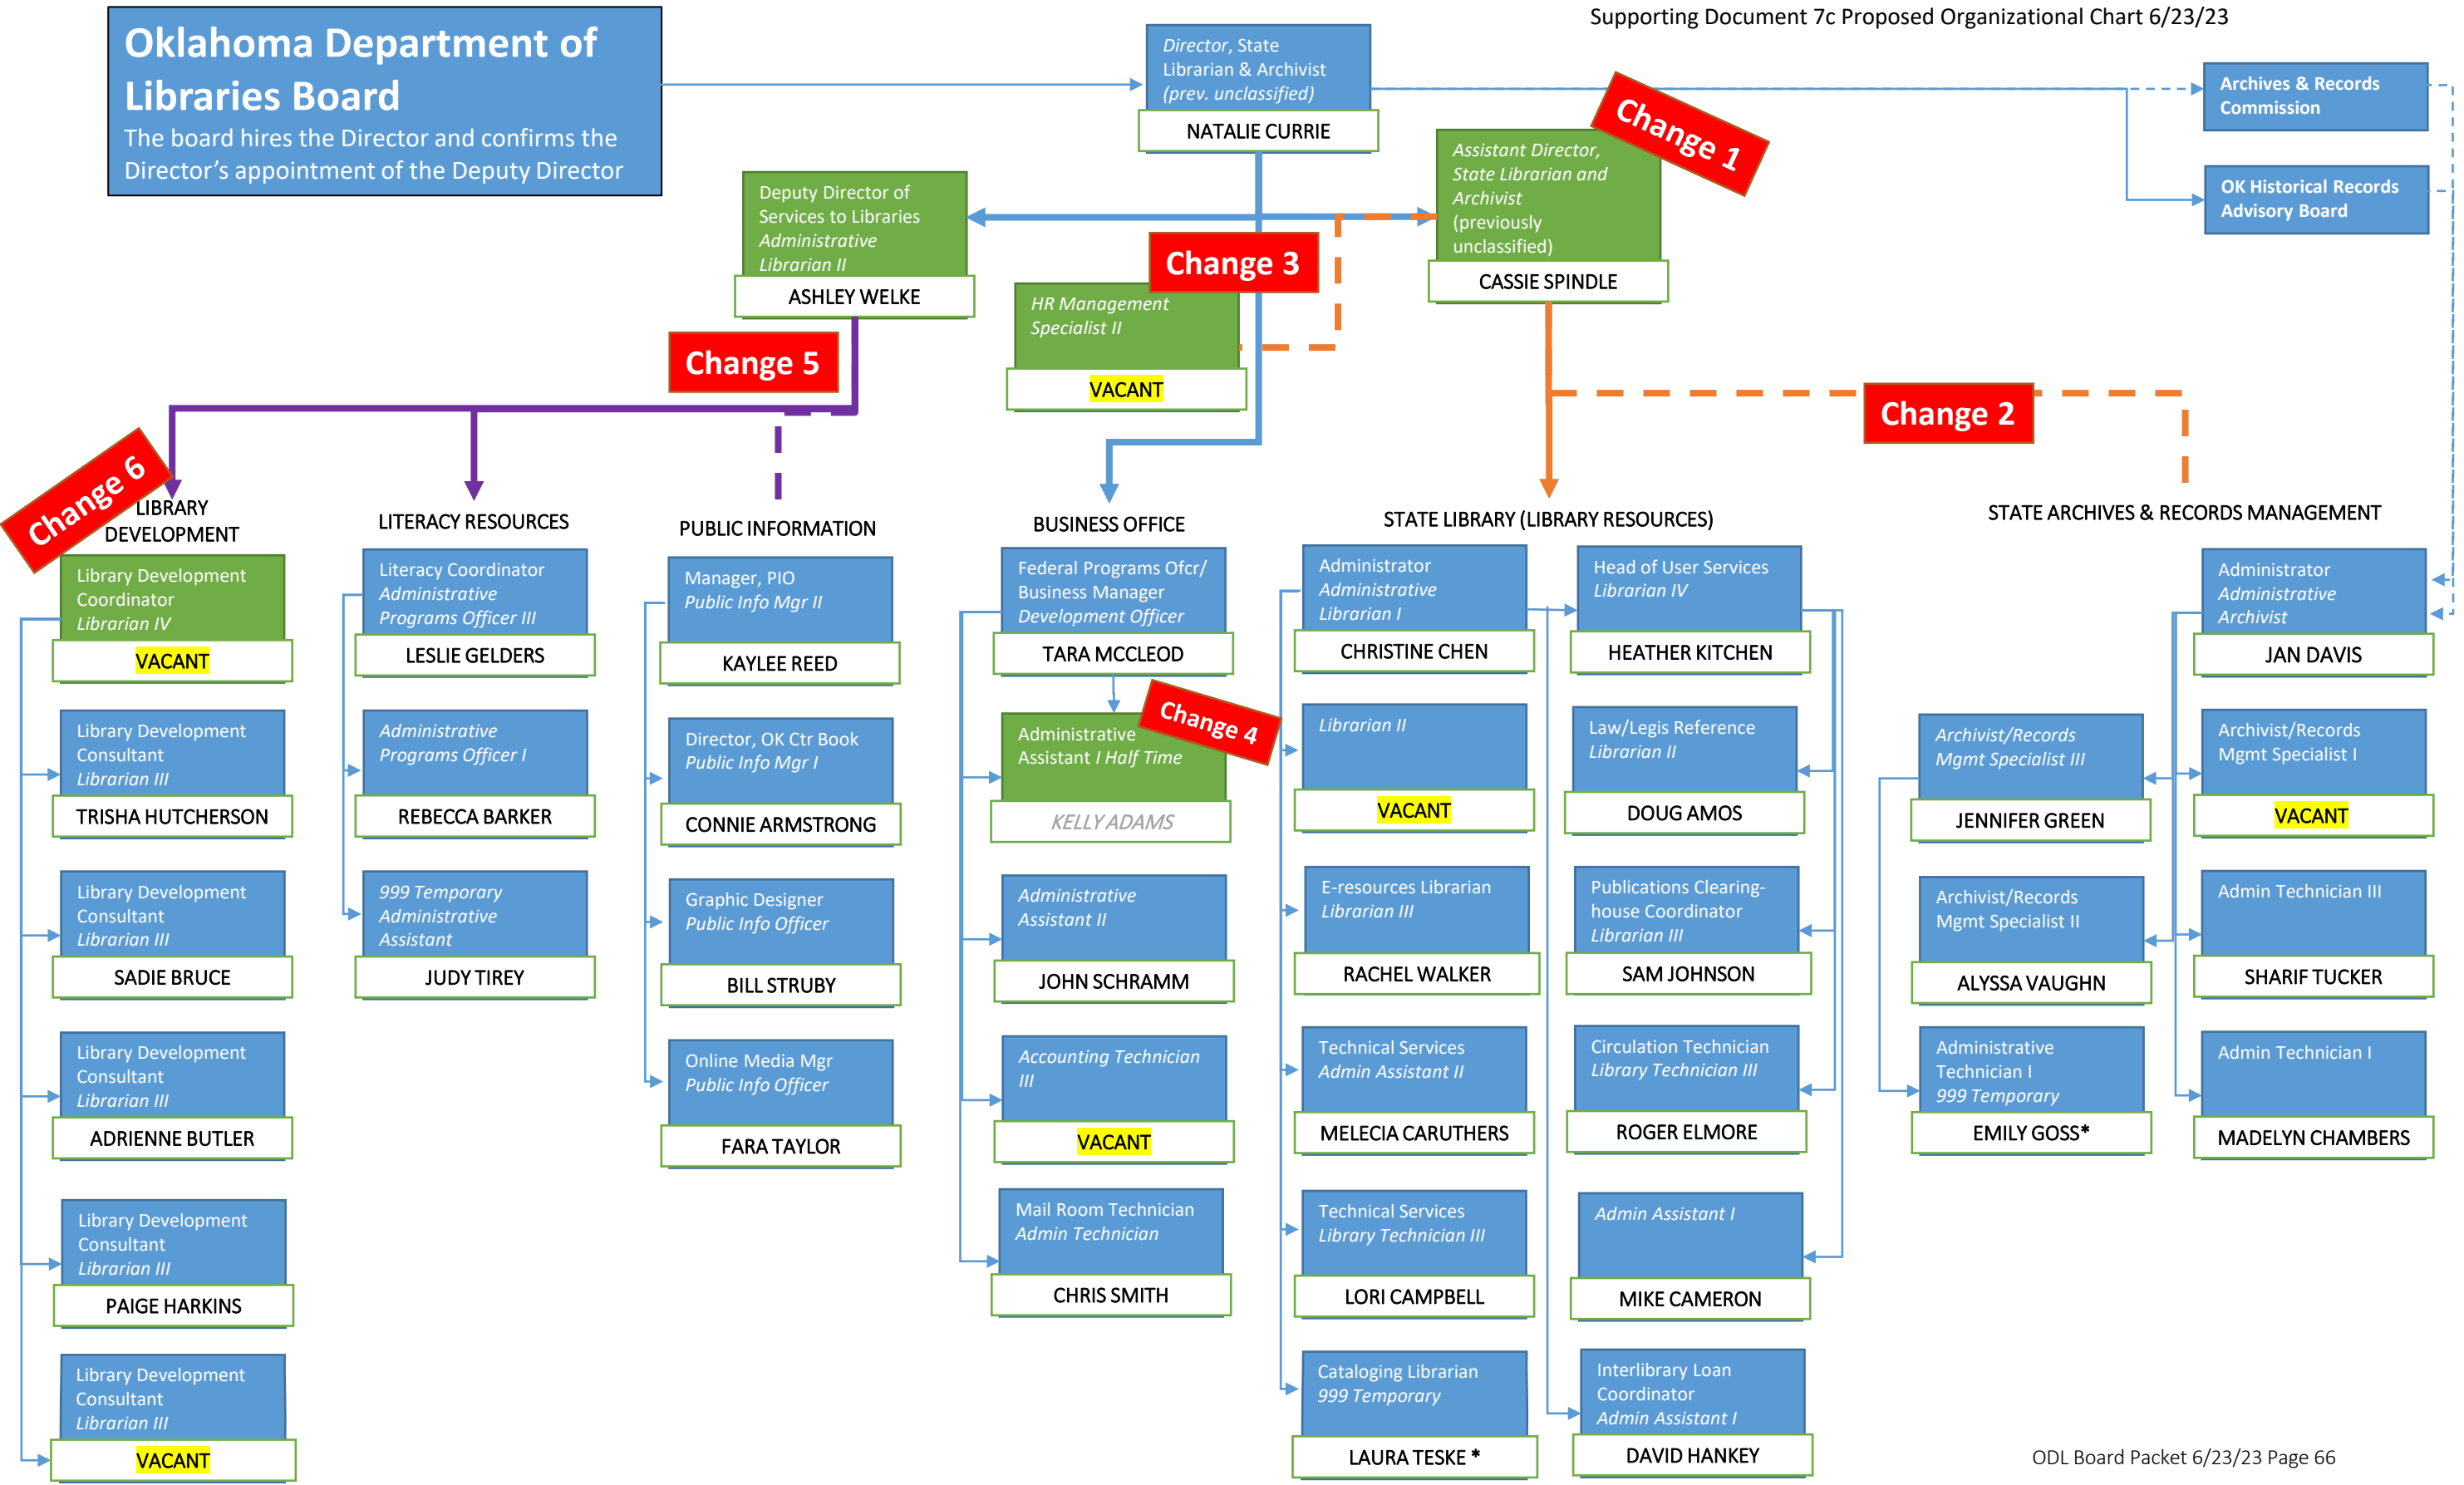 Supporting Document 7c Proposed Organizational Chart 6/23/23
Oklahoma Department of
Libraries Board
The board hires the Director and confirms the
Director's appointment of the Deputy Director
Director, State
Librarian & Archivist
(prev. unclassified)
NATALIE CURRIE
Archives & Records
Commission
OK Historical Records
Advisory Board
Change 1
Assistant Director,
State Librarian and
Archivist
(previously
unclassified)
CASSIE SPINDLE
Deputy Director of
Services to Libraries
Administrative
Librarian II
ASHLEY WELKE
Change 3
HR Management
Specialist II
VACANT
Change 5
Change 2
Change 6
LIBRARY
DEVELOPMENT
Library Development
Coordinator
Librarian IV
VACANT
Library Development
Consultant
Librarian III
TRISHA HUTCHERSON
Library Development
Consultant
Librarian III
SADIE BRUCE
Library Development
Consultant
Librarian III
ADRIENNE BUTLER
Library Development
Consultant
Librarian III
PAIGE HARKINS
Library Development
Consultant
Librarian III
VACANT
LITERACY RESOURCES
Literacy Coordinator
Administrative
Programs Officer III
LESLIE GELDERS
Administrative
Programs Officer I
REBECCA BARKER
999 Temporary
Administrative
Assistant
JUDY TIREY
PUBLIC INFORMATION
Manager, PIO
Public Info Mgr II
KAYLEE REED
Director, OK Ctr Book
Public Info Mgr I
CONNIE ARMSTRONG
Graphic Designer
Public Info Officer
BILL STRUBY
Online Media Mgr
Public Info Officer
FARA TAYLOR
BUSINESS OFFICE
Federal Programs Ofcr/
Business Manager
Development Officer
TARA MCCLEOD
Change 4
Administrative
Assistant I Half Time
KELLY ADAMS
Administrative
Assistant II
JOHN SCHRAMM
Accounting Technician
III
VACANT
Mail Room Technician
Admin Technician
CHRIS SMITH
STATE LIBRARY (LIBRARY RESOURCES)
Administrator
Administrative
Librarian I
CHRISTINE CHEN
Librarian II
VACANT
E-resources Librarian
Librarian III
RACHEL WALKER
Technical Services
Admin Assistant II
MELECIA CARUTHERS
Technical Services
Library Technician III
LORI CAMPBELL
Cataloging Librarian
999 Temporary
LAURA TESKE *
Head of User Services
Librarian IV
HEATHER KITCHEN
Law/Legis Reference
Librarian II
DOUG AMOS
Publications Clearing-
house Coordinator
Librarian III
SAM JOHNSON
Circulation Technician
Library Technician III
ROGER ELMORE
Admin Assistant I
MIKE CAMERON
Interlibrary Loan
Coordinator
Admin Assistant I
DAVID HANKEY
STATE ARCHIVES & RECORDS MANAGEMENT
Administrator
Administrative
Archivist
JAN DAVIS
Archivist/Records
Mgmt Specialist III
JENNIFER GREEN
Archivist/Records
Mgmt Specialist II
ALYSSA VAUGHN
Administrative
Technician I
999 Temporary
EMILY GOSS*
Archivist/Records
Mgmt Specialist I
VACANT
Admin Technician III
SHARIF TUCKER
Admin Technician I
MADELYN CHAMBERS
ODL Board Packet 6/23/23 Page 66